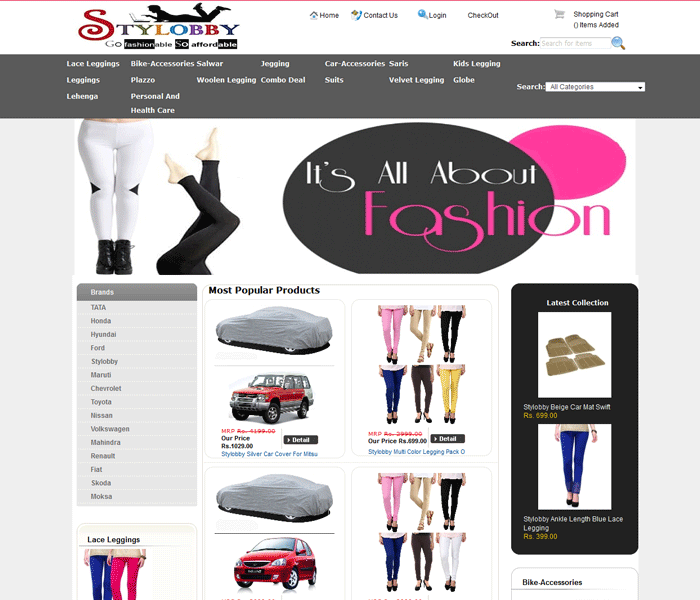 STYLOBBY
GO fashionable SO affordable
Home
Contact Us
Login
CheckOut
Shopping Cart
() Items Added
Search: Search for items
Lace Leggings
Bike-Accessories
Salwar
Jegging
Car-Accessories
Saris
Kids Legging
Leggings
Plazzo
Woolen Legging
Combo Deal
Suits
Velvet Legging
Globe
Lehenga
Personal And
Health Care
Search: All Categories
It's All About
Fashion
Brands
TATA
Honda
Hyundai
Ford
Stylobby
Maruti
Chevrolet
Toyota
Nissan
Volkswagen
Mahindra
Renault
Fiat
Skoda
Moksa
Lace Leggings
Most Popular Products
MRP Rs. 4199.00
Our Price
Rs.1029.00
Detail
Stylobby Silver Car Cover For Mitsu
MRP Rs. 2999.00
Our Price Rs.699.00
Detail
Stylobby Multi Color Legging Pack O
Latest Collection
Stylobby Beige Car Mat Swift
Rs. 699.00
Stylobby Ankle Length Blue Lace
Legging
Rs. 399.00
Bike-Accessories